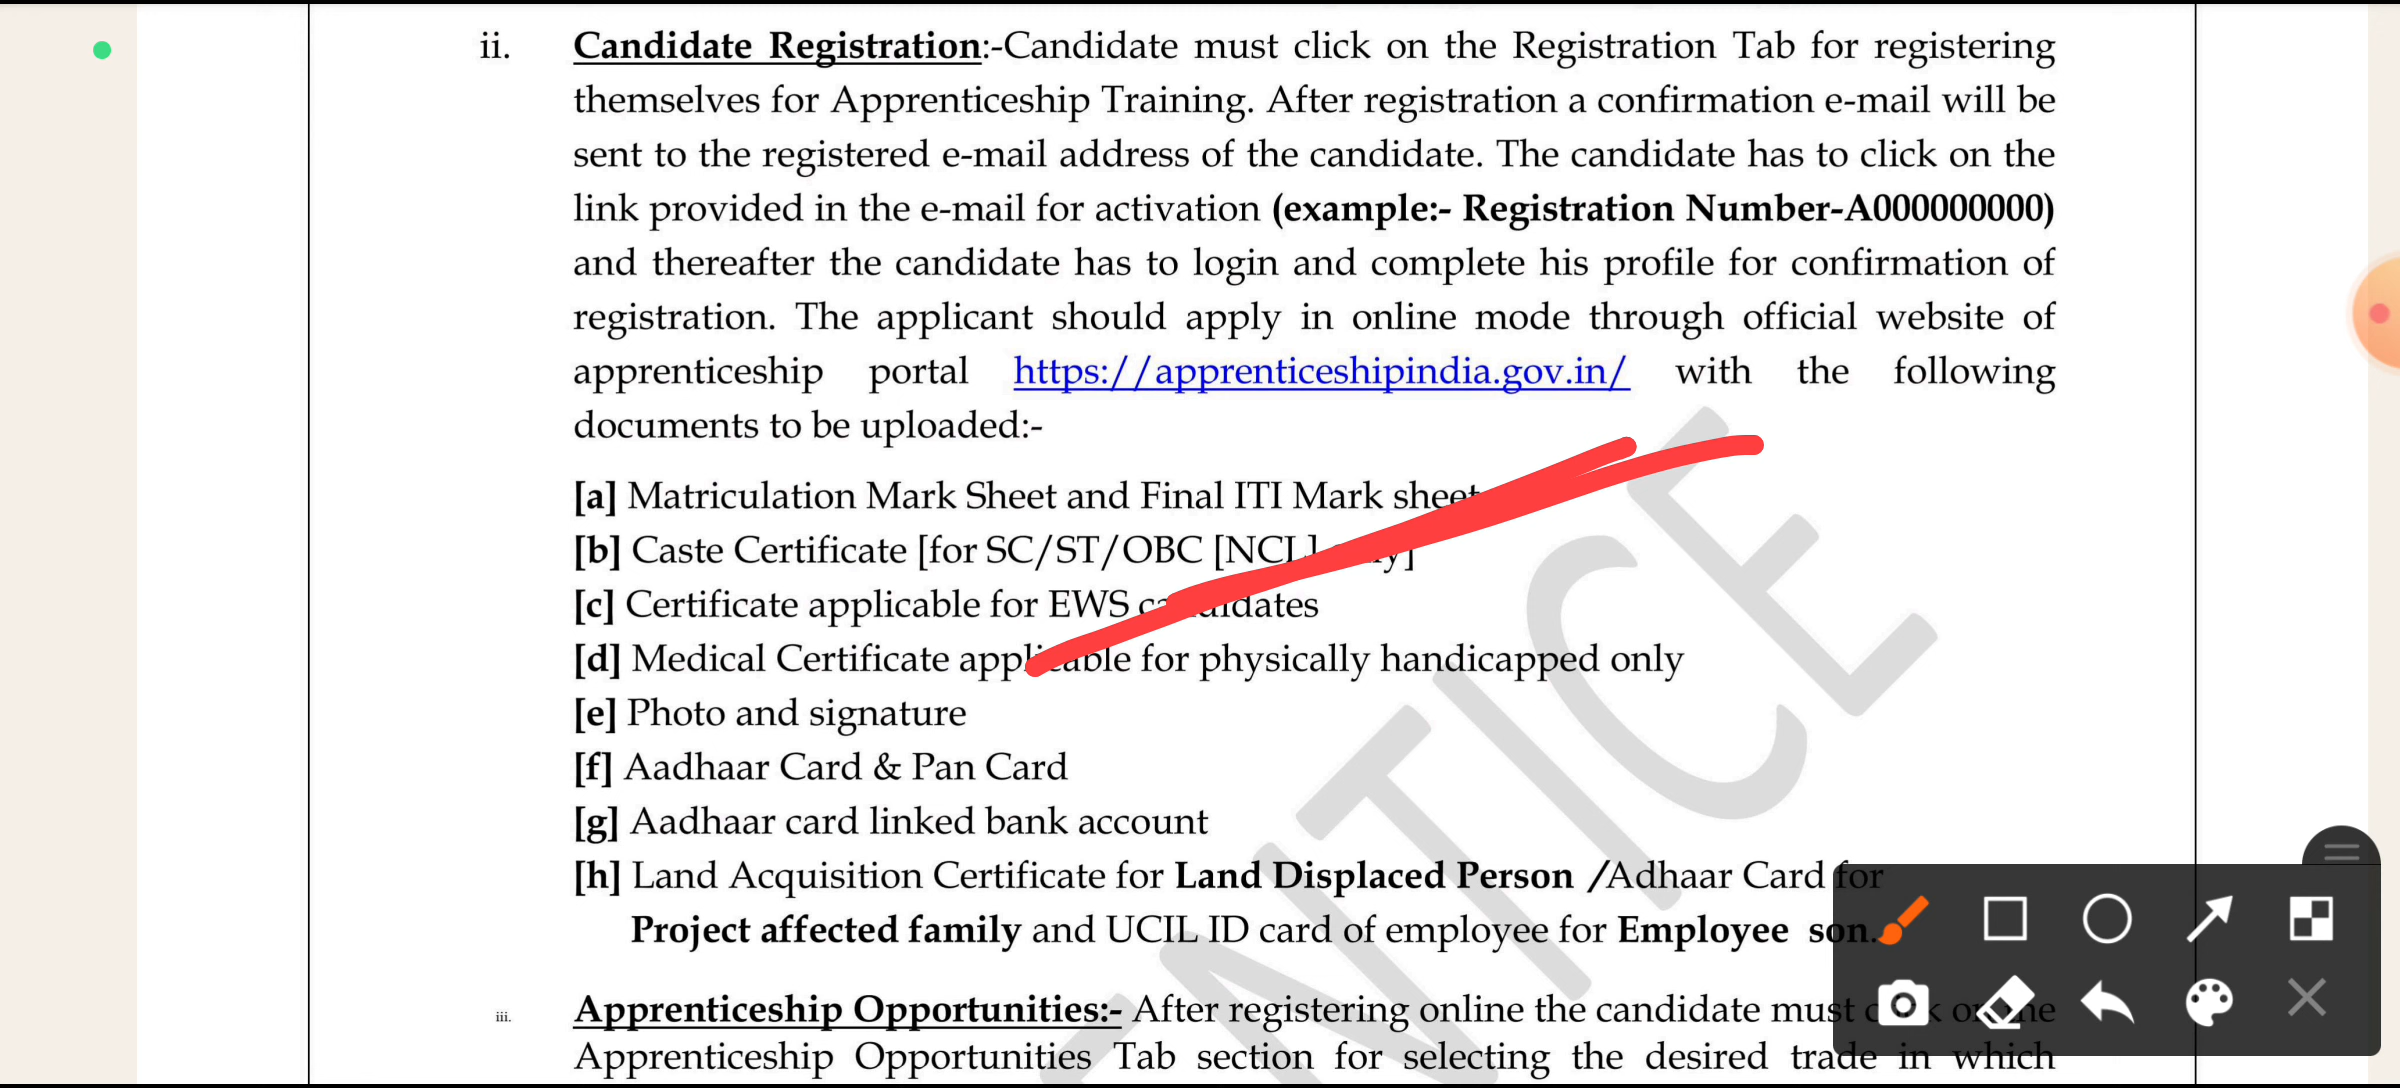 ii. Candidate Registration:-Candidate must click on the Registration Tab for registering
themselves for Apprenticeship Training. After registration a confirmation e-mail will be
sent to the registered e-mail address of the candidate. The candidate has to click on the
link provided in the e-mail for activation (example:- Registration Number-A000000000)
and thereafter the candidate has to login and complete his profile for confirmation of
registration. The applicant should apply in online mode through official website of
apprenticeship portal https://apprenticeshipindia.gov.in/ with the following
documents to be uploaded:-
[a] Matriculation Mark Sheet and Final ITI Mark sheet
[b] Caste Certificate [for SC/ST/OBC [NCL]
[c] Certificate applicable for EWS candidates
[d] Medical Certificate applicable for physically handicapped only
[e] Photo and signature
[f] Aadhaar Card & Pan Card
[g] Aadhaar card linked bank account
[h] Land Acquisition Certificate for Land Displaced Person /Adhaar Card for
Project affected family and UCIL ID card of employee for Employee son.
iii. Apprenticeship Opportunities:- After registering online the candidate must
Apprenticeship Opportunities Tab section for selecting the desired trade in which
NTICE